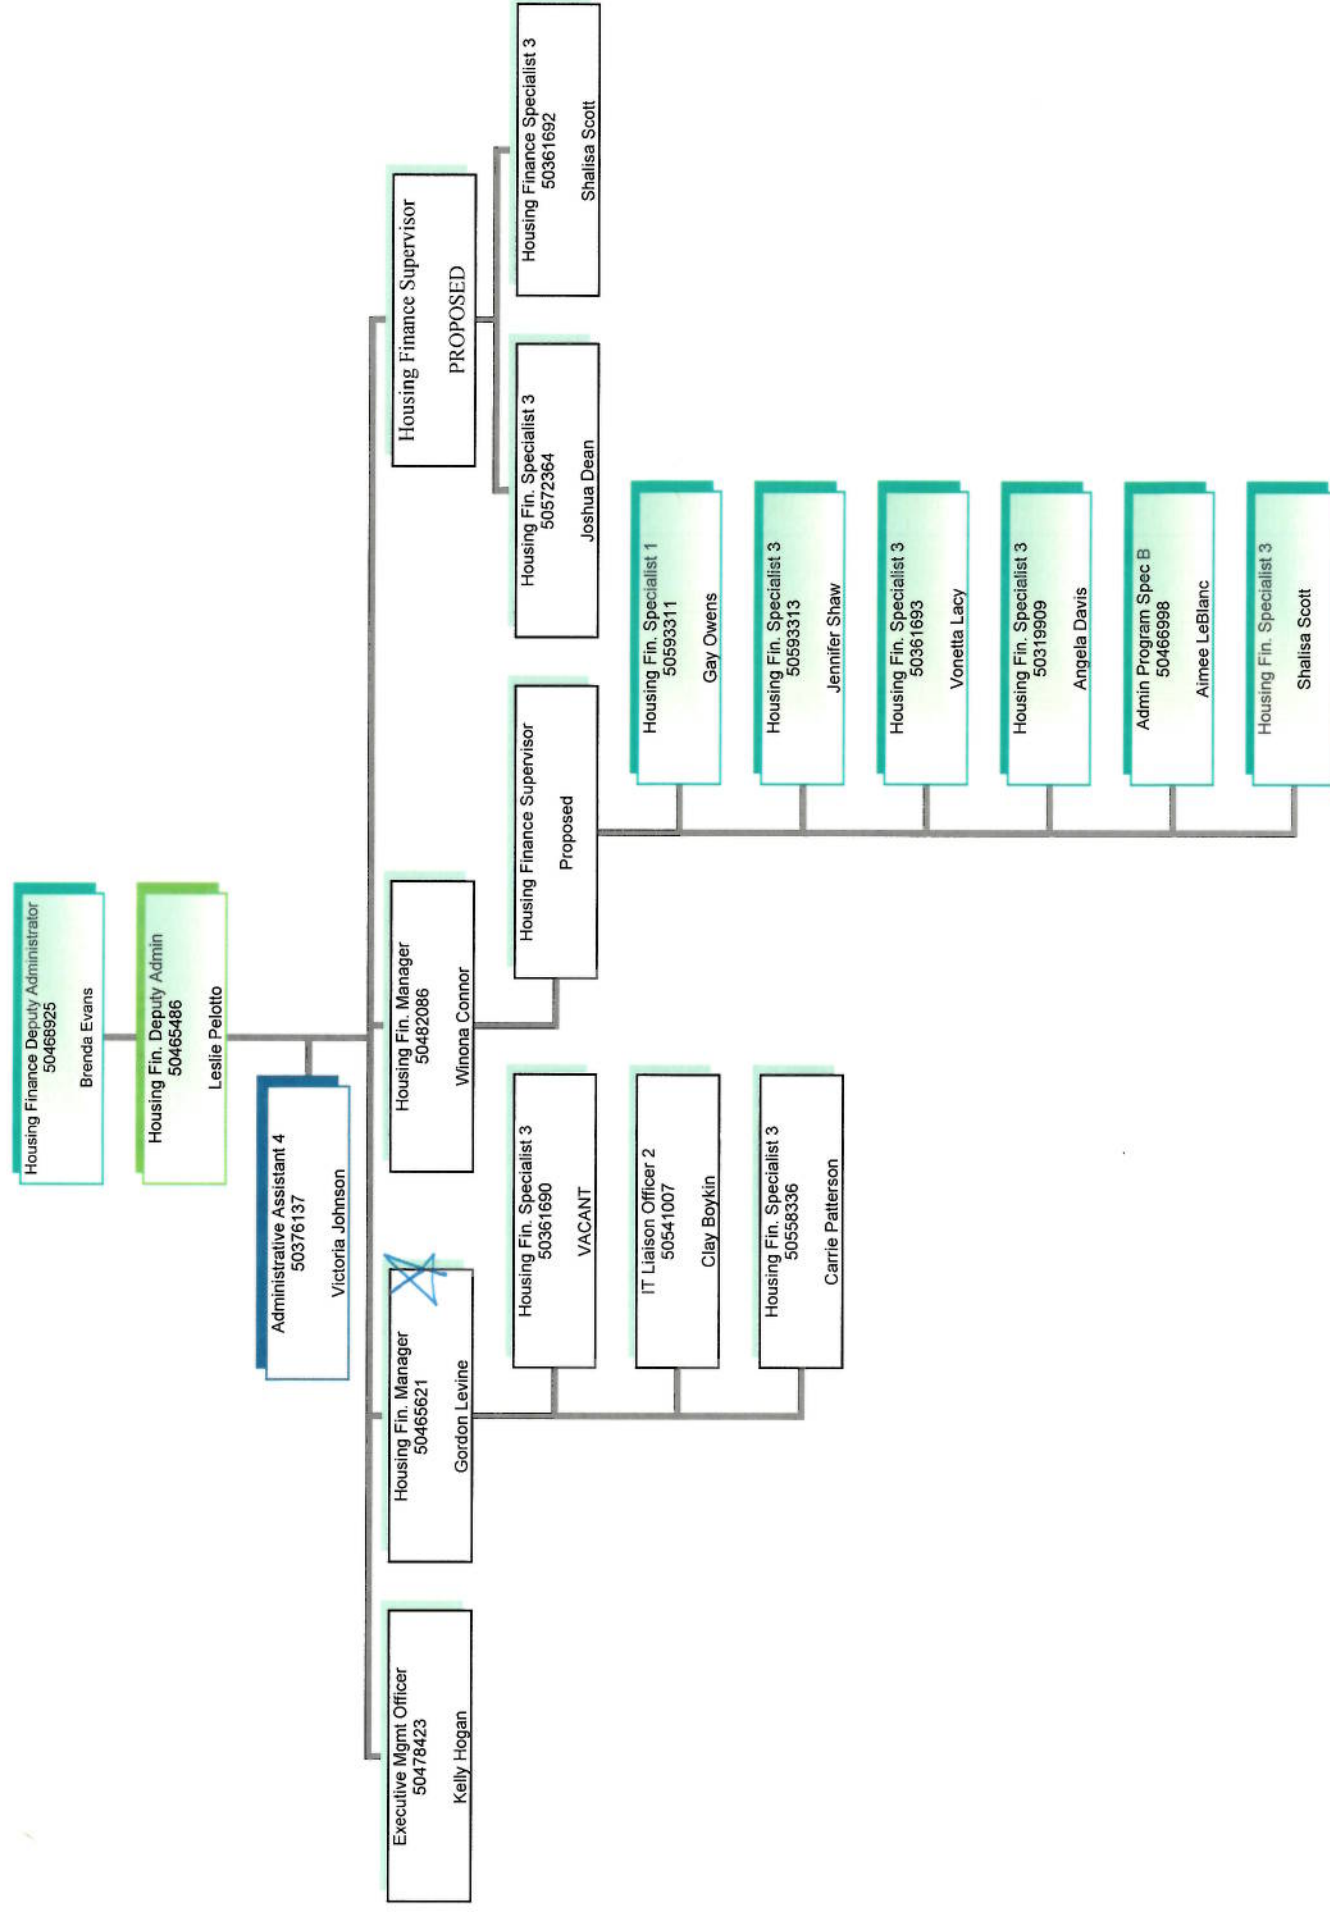 Housing Finance Deputy Administrator
50468925
Brenda Evans
Housing Fin. Deputy Admin
50465486
Leslie Pelotto
Administrative Assistant 4
50376137
Victoria Johnson
Executive Mgmt Officer
50478423
Kelly Hogan
Housing Fin. Manager
50465621
Gordon Levine
Housing Fin. Specialist 3
50361690
VACANT
IT Liaison Officer 2
50541007
Clay Boykin
Housing Fin. Specialist 3
50558336
Carrie Patterson
Housing Fin. Manager
50482086
Winona Connor
Housing Finance Supervisor
Proposed
Housing Fin. Specialist 1
50593311
Gay Owens
Housing Fin. Specialist 3
50593313
Jennifer Shaw
Housing Fin. Specialist 3
50361693
Vonetta Lacy
Housing Fin. Specialist 3
50319909
Angela Davis
Admin Program Spec B
50466998
Aimee LeBlanc
Housing Fin. Specialist 3
Shalisa Scott
Housing Finance Supervisor
PROPOSED
Housing Fin. Specialist 3
50572364
Joshua Dean
Housing Finance Specialist 3
50361692
Shalisa Scott